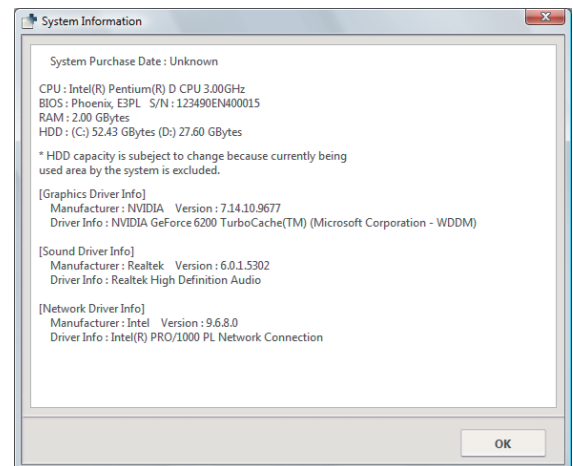 System Information
System Purchase Date : Unknown
CPU : Intel(R) Pentium(R) D CPU 3.00GHz
BIOS : Phoenix, E3PL S/N : 123490EN400015
RAM : 2.00 GBytes
HDD : (C:) 52.43 GBytes (D:) 27.60 GBytes
* HDD capacity is subeject to change because currently being
used area by the system is excluded.
[Graphics Driver Info]
Manufacturer : NVIDIA Version : 7.14.10.9677
Driver Info : NVIDIA GeForce 6200 TurboCache(TM) (Microsoft Corporation - WDDM)
[Sound Driver Info]
Manufacturer : Realtek Version : 6.0.1.5302
Driver Info : Realtek High Definition Audio
[Network Driver Info]
Manufacturer : Intel Version : 9.6.8.0
Driver Info : Intel(R) PRO/1000 PL Network Connection
OK